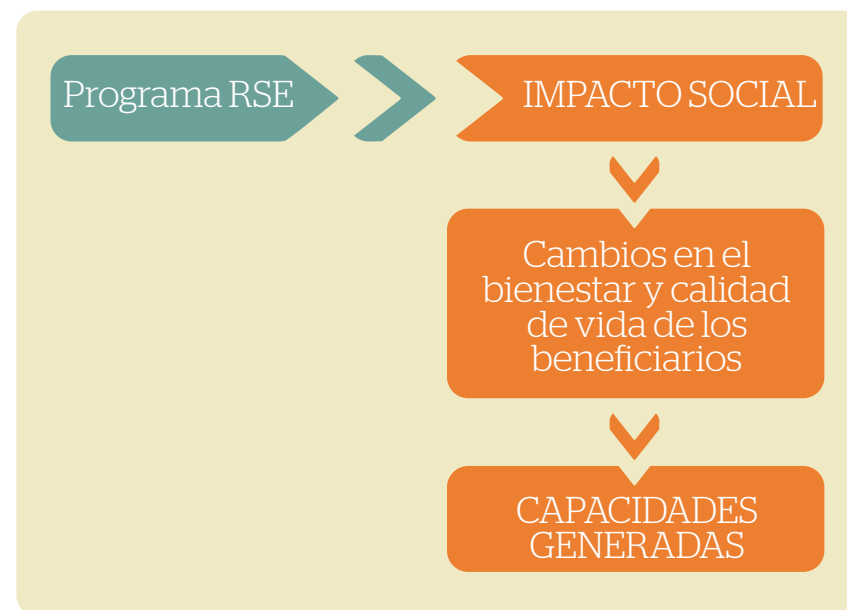 Programa RSE
IMPACTO SOCIAL
Cambios en el
bienestar y calidad
de vida de los
beneficiarios
CAPACIDADES
GENERADAS